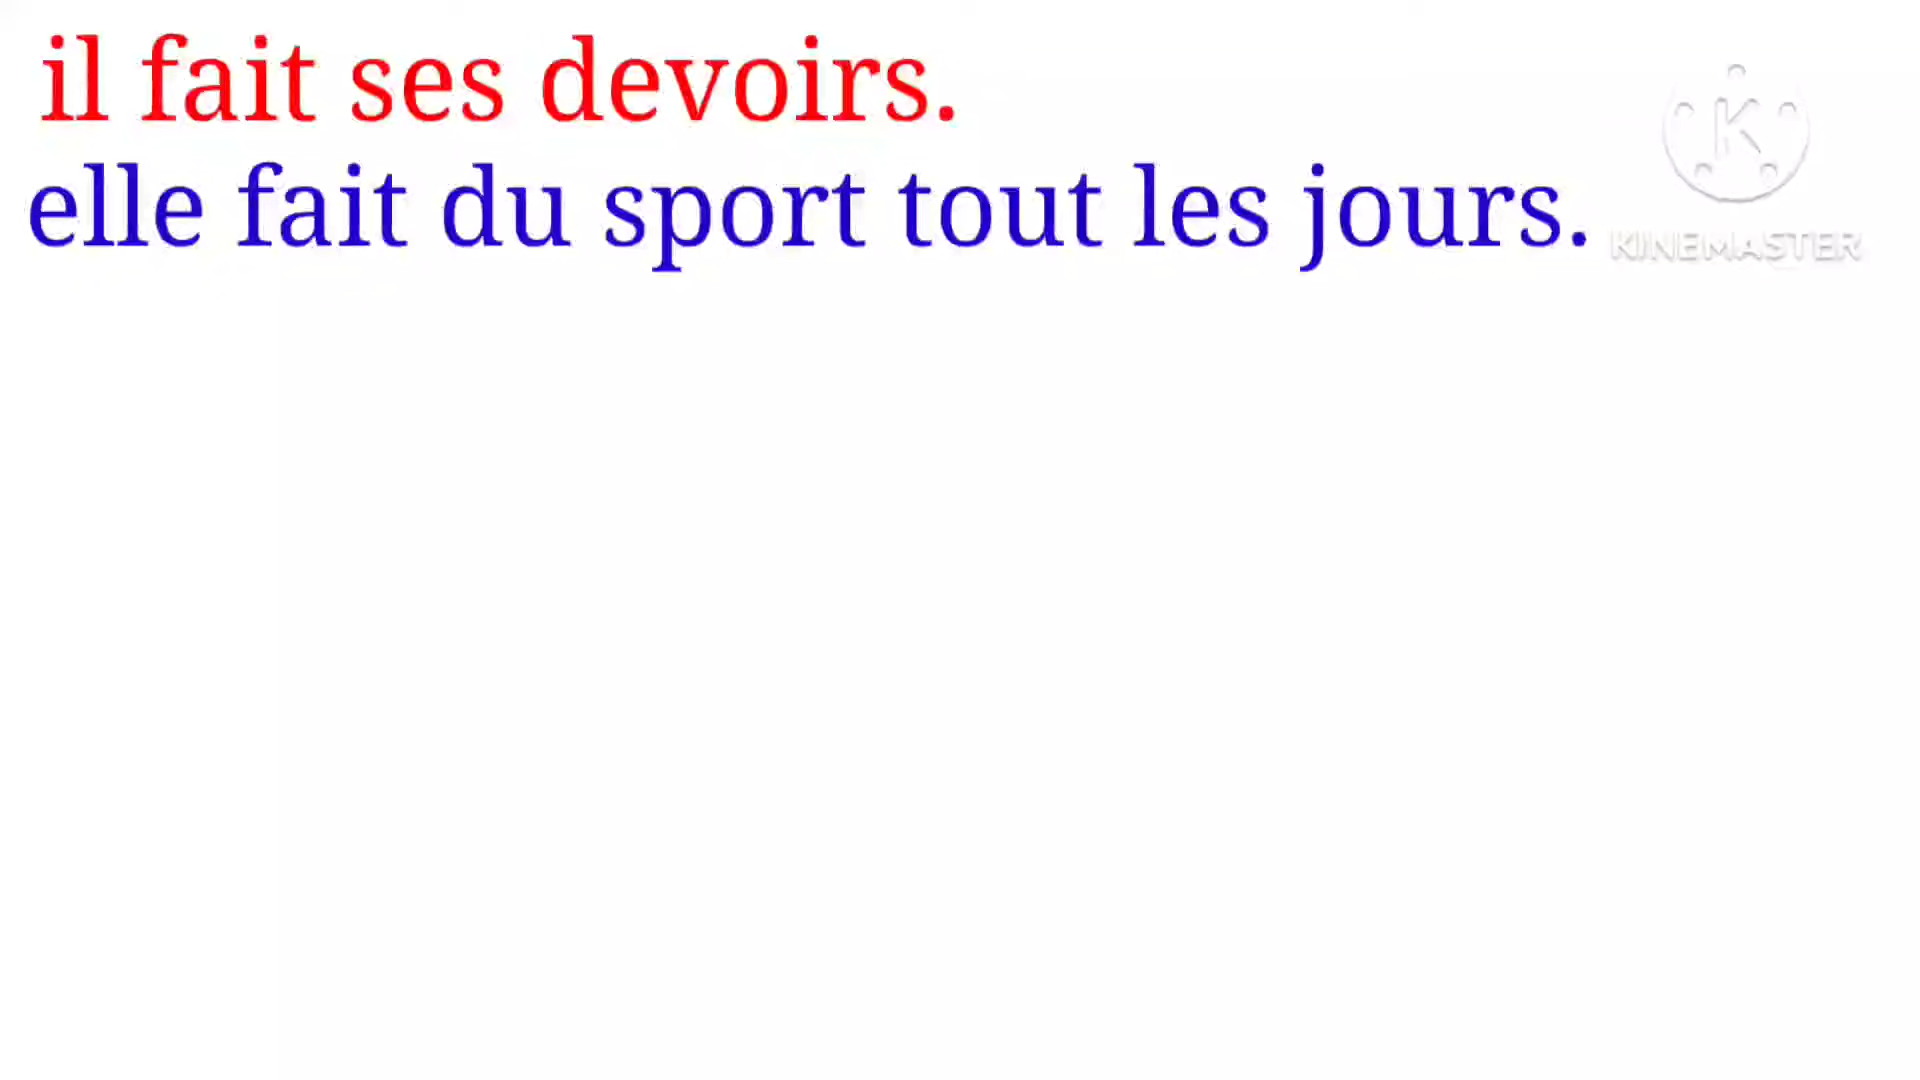 il fait ses devoirs.
elle fait du sport tout les jours.
K
KINEMASTER